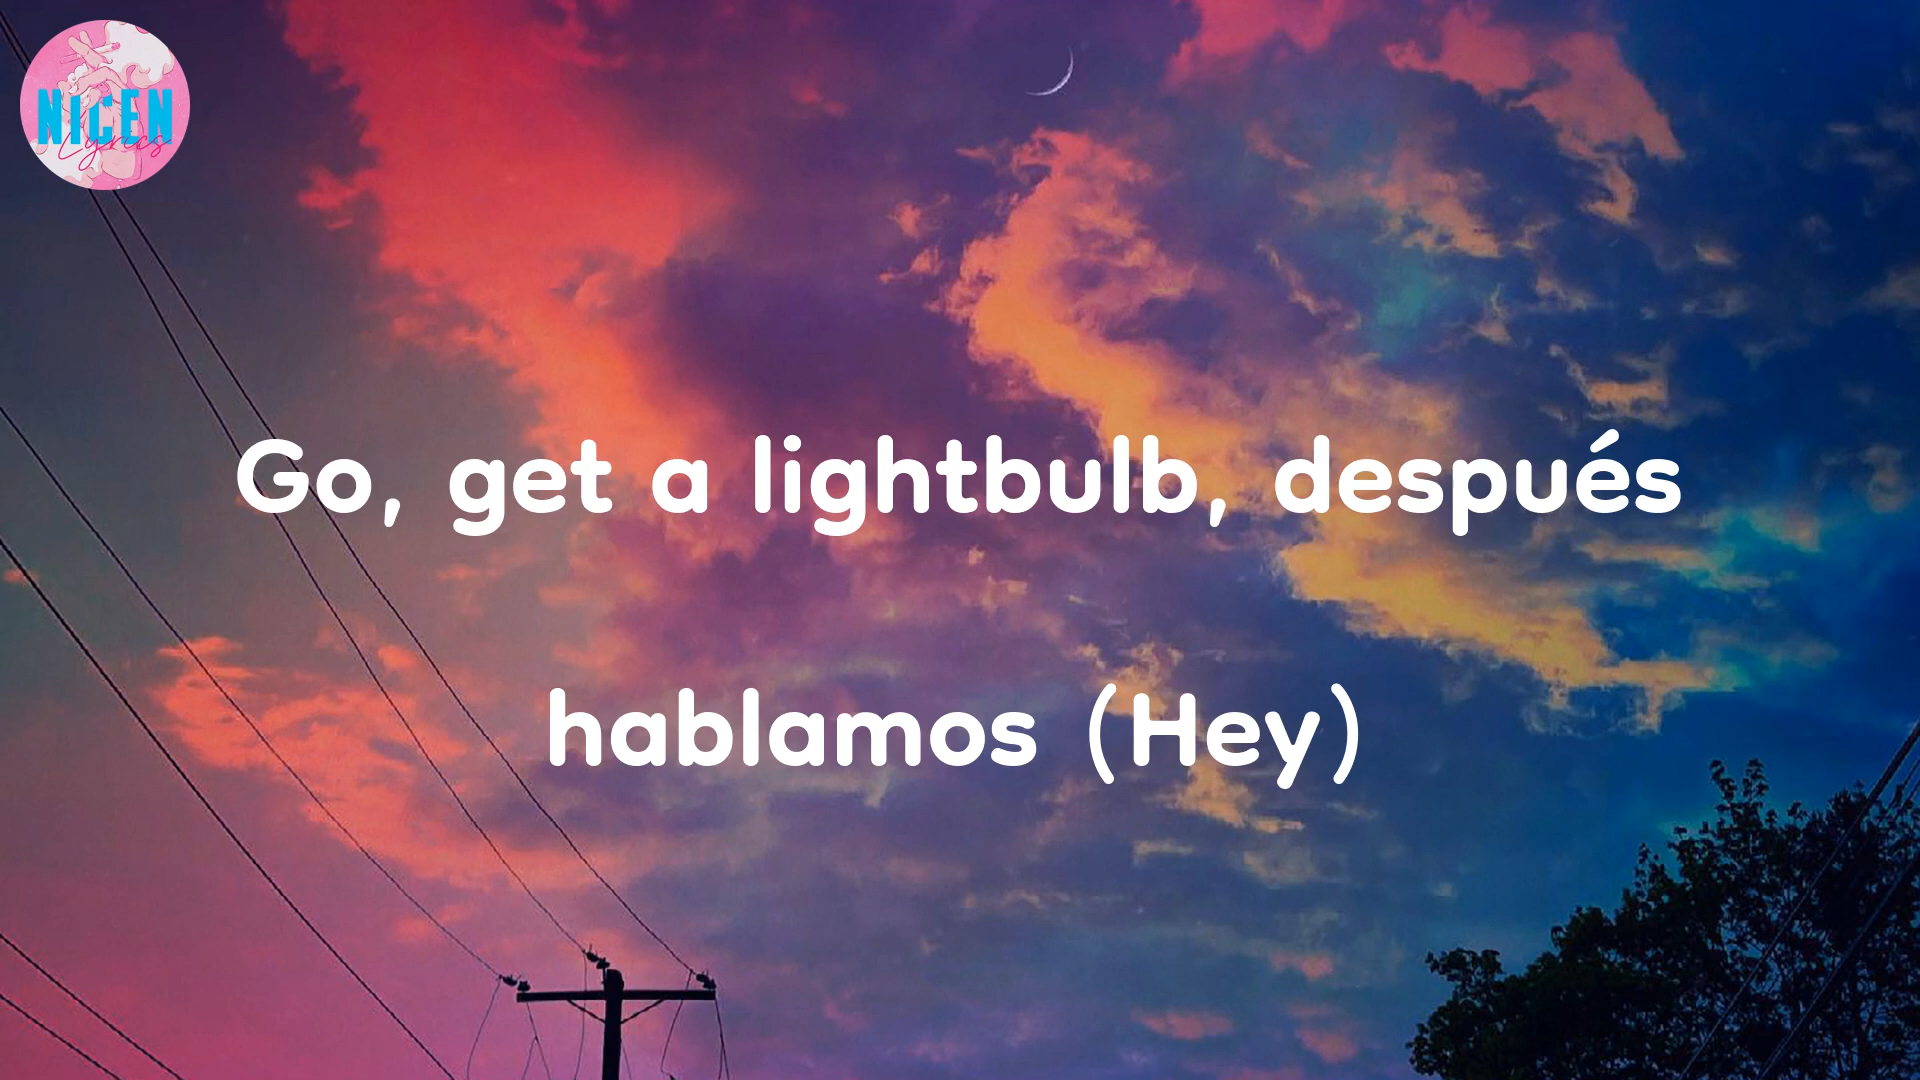 NICEN
Lyrics
Go, get a lightbulb, después
hablamos (Hey)